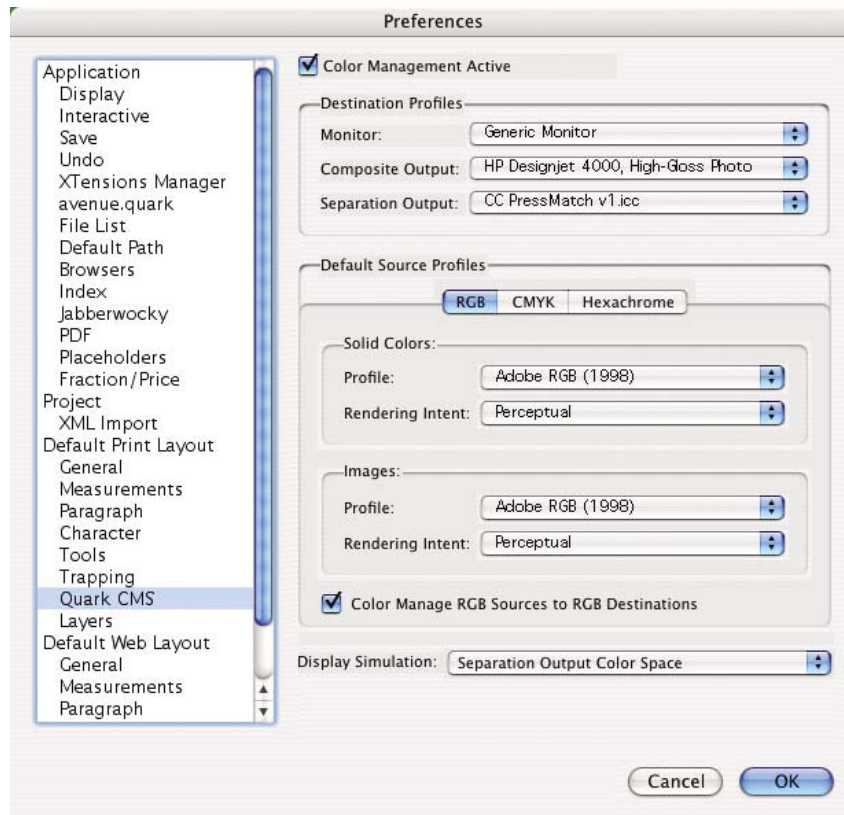 Preferences
Application
Display
Interactive
Save
Undo
XTensions Manager
avenue.quark
File List
Default Path
Browsers
Index
Jabberwocky
PDF
Placeholders
Fraction/Price
Project
XML Import
Default Print Layout
General
Measurements
Paragraph
Character
Tools
Trapping
Quark CMS
Layers
Default Web Layout
General
Measurements
Paragraph
Color Management Active
Destination Profiles
Monitor: Generic Monitor
Composite Output: HP Designjet 4000, High-Gloss Photo
Separation Output: CC PressMatch v1.icc
Default Source Profiles
RGB CMYK Hexachrome
Solid Colors:
Profile: Adobe RGB (1998)
Rendering Intent: Perceptual
Images:
Profile: Adobe RGB (1998)
Rendering Intent: Perceptual
Color Manage RGB Sources to RGB Destinations
Display Simulation: Separation Output Color Space
Cancel OK